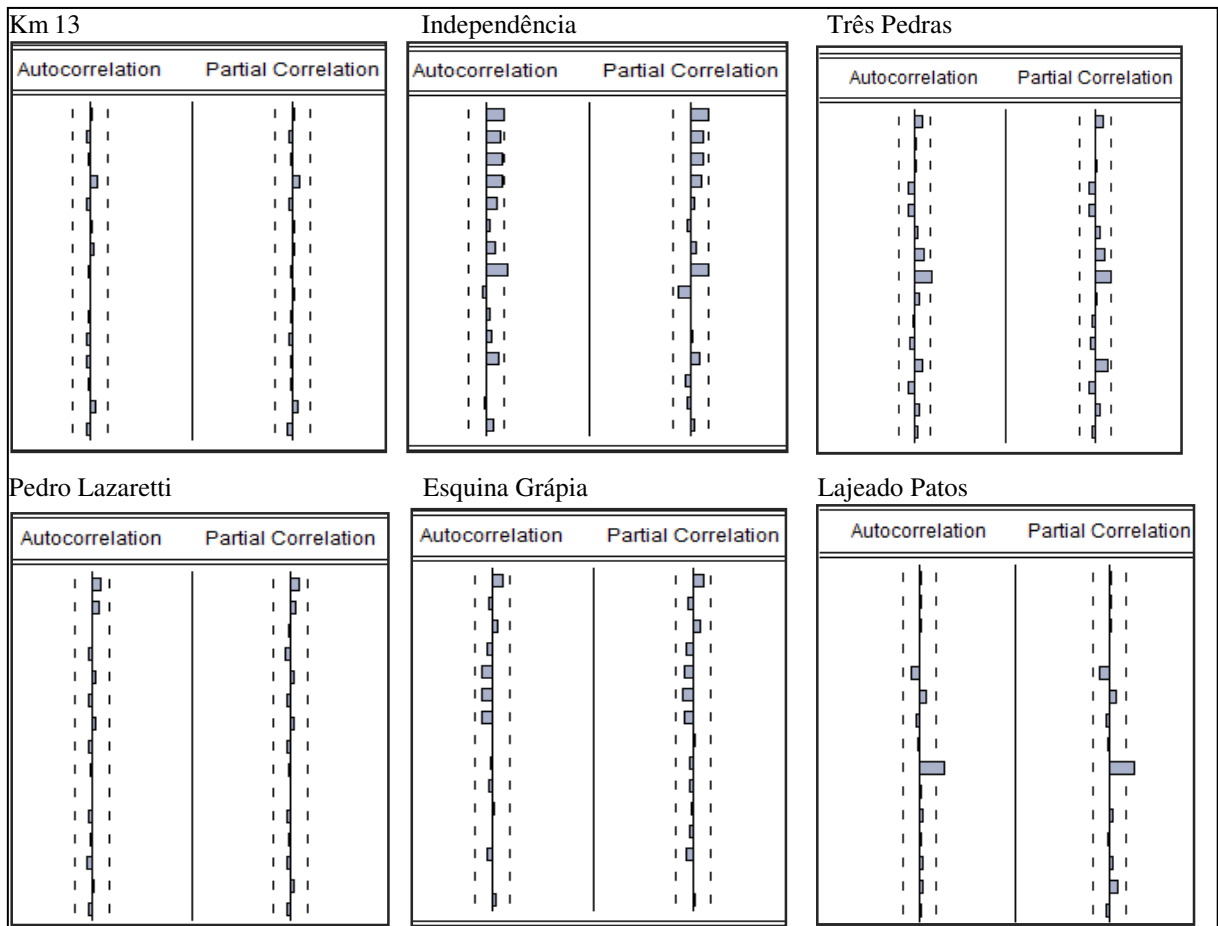 Km 13
Independência
Três Pedras
Autocorrelation Partial Correlation
Autocorrelation Partial Correlation
Autocorrelation Partial Correlation
Pedro Lazaretti
Esquina Grápia
Lajeado Patos
Autocorrelation Partial Correlation
Autocorrelation Partial Correlation
Autocorrelation Partial Correlation